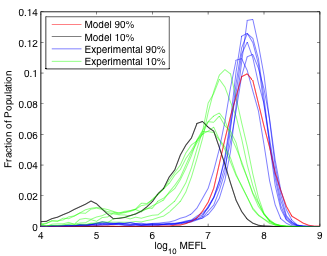 0.14
0.12
0.1
0.08
0.06
0.04
0.02
0
Fraction of Population
Model 90%
Model 10%
Experimental 90%
Experimental 10%
4
5
6
7
8
9
log10 MEFL